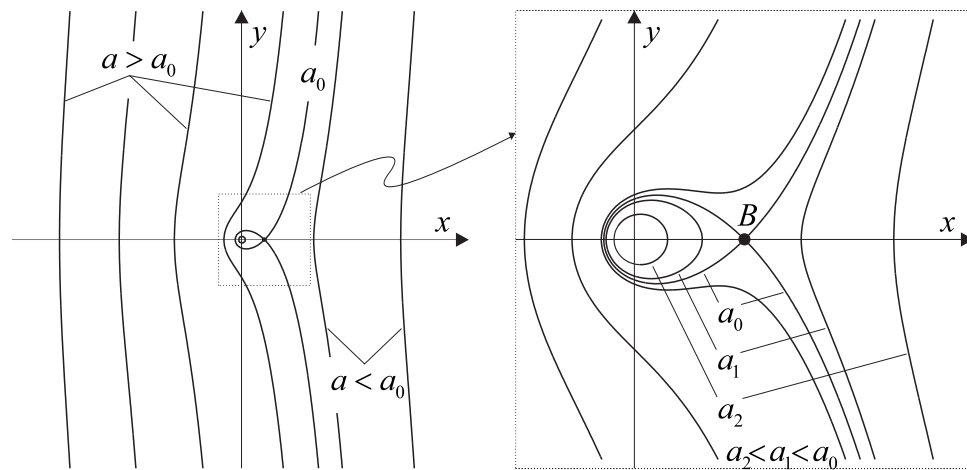 y
a > a₀
a₀
x
a < a₀
y
B
x
a₀
a₁
a₂
a₂<a₁<a₀